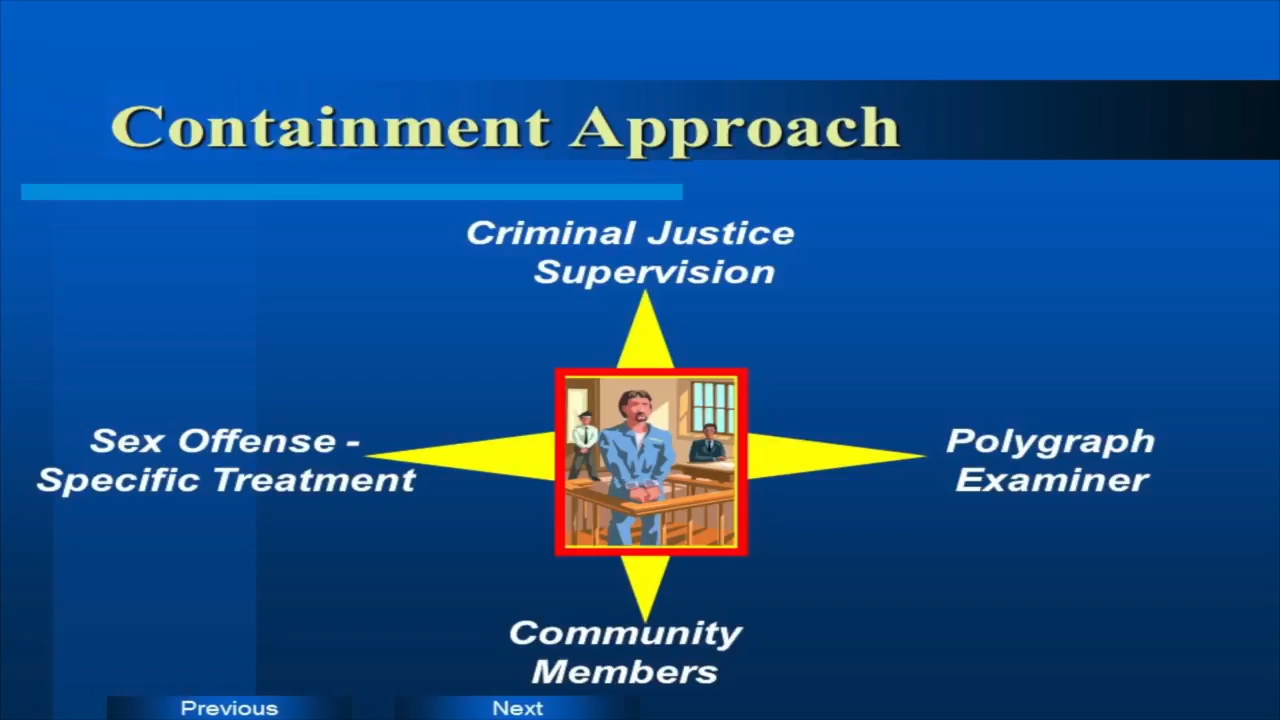 Containment Approach
Criminal Justice
Supervision
Sex Offense -
Specific Treatment
Polygraph
Examiner
Community
Members
Previous
Next